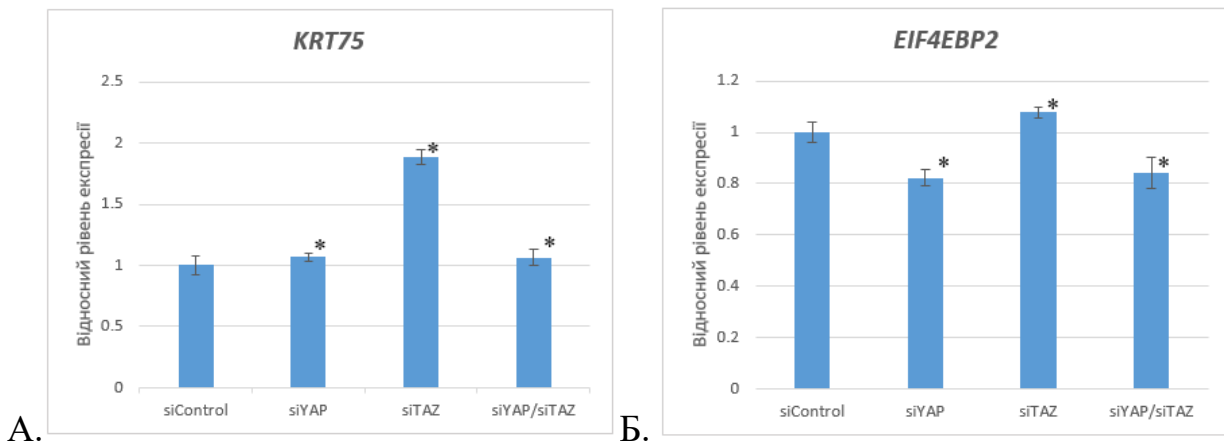 KRT75
Відносний рівень експресії
2.5
2
1.5
1
0.5
0
*
*
*
siControl
siYAP
siTAZ
siYAP/siTAZ
А.
EIF4EBP2
Відносний рівень експресії
1.2
1
0.8
0.6
0.4
0.2
0
*
*
*
siControl
siYAP
siTAZ
siYAP/siTAZ
Б.